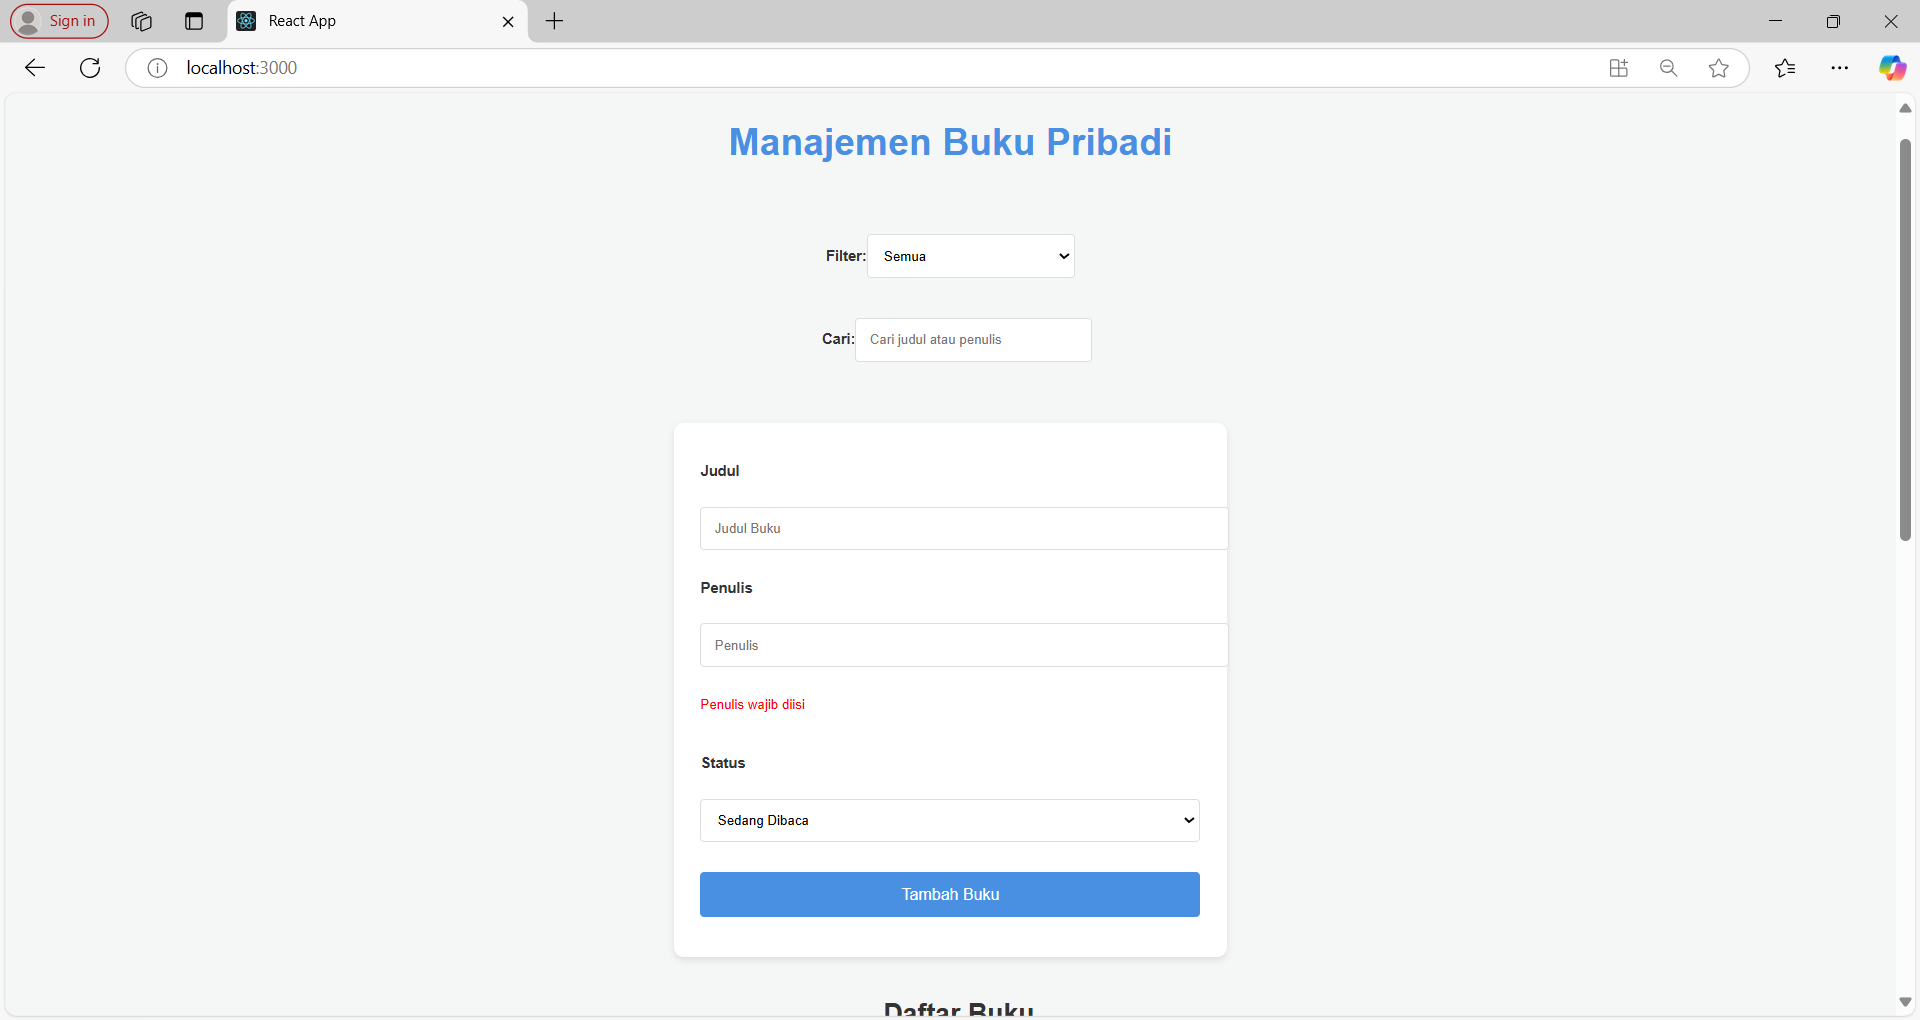 Sign in
React App
localhost:3000
Manajemen Buku Pribadi
Filter: Semua
Cari: Cari judul atau penulis
Judul
Judul Buku
Penulis
Penulis
Penulis wajib diisi
Status
Sedang Dibaca
Tambah Buku
Daftar Buku